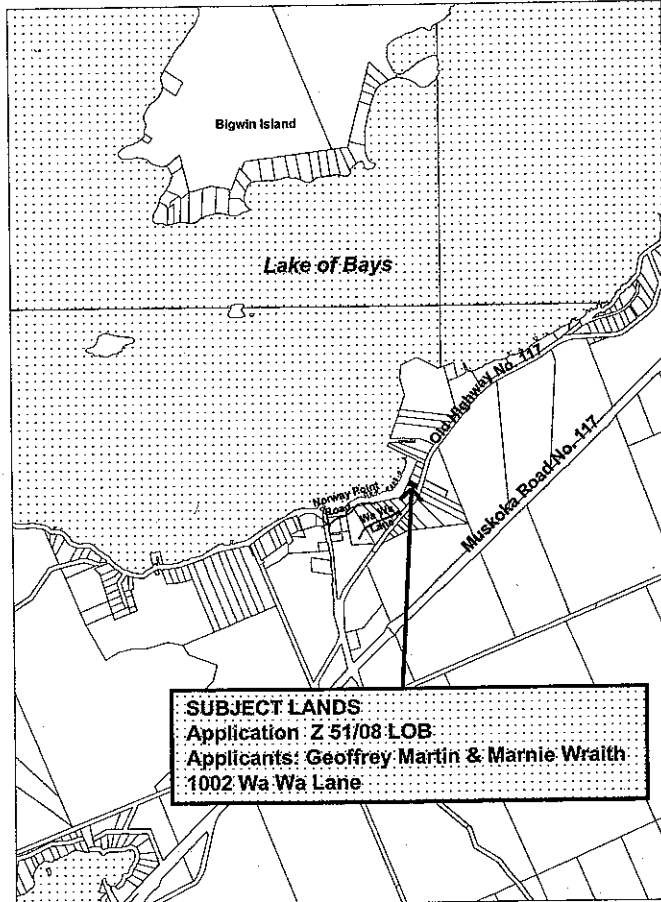 Bigwin Island
Lake of Bays
Old Highway No. 117
Muskoka Road No. 117
Norway Point
Road
Wa Wa
Lane
SUBJECT LANDS
Application Z 51/08 LOB
Applicants: Geoffrey Martin & Marnie Wraith
1002 Wa Wa Lane